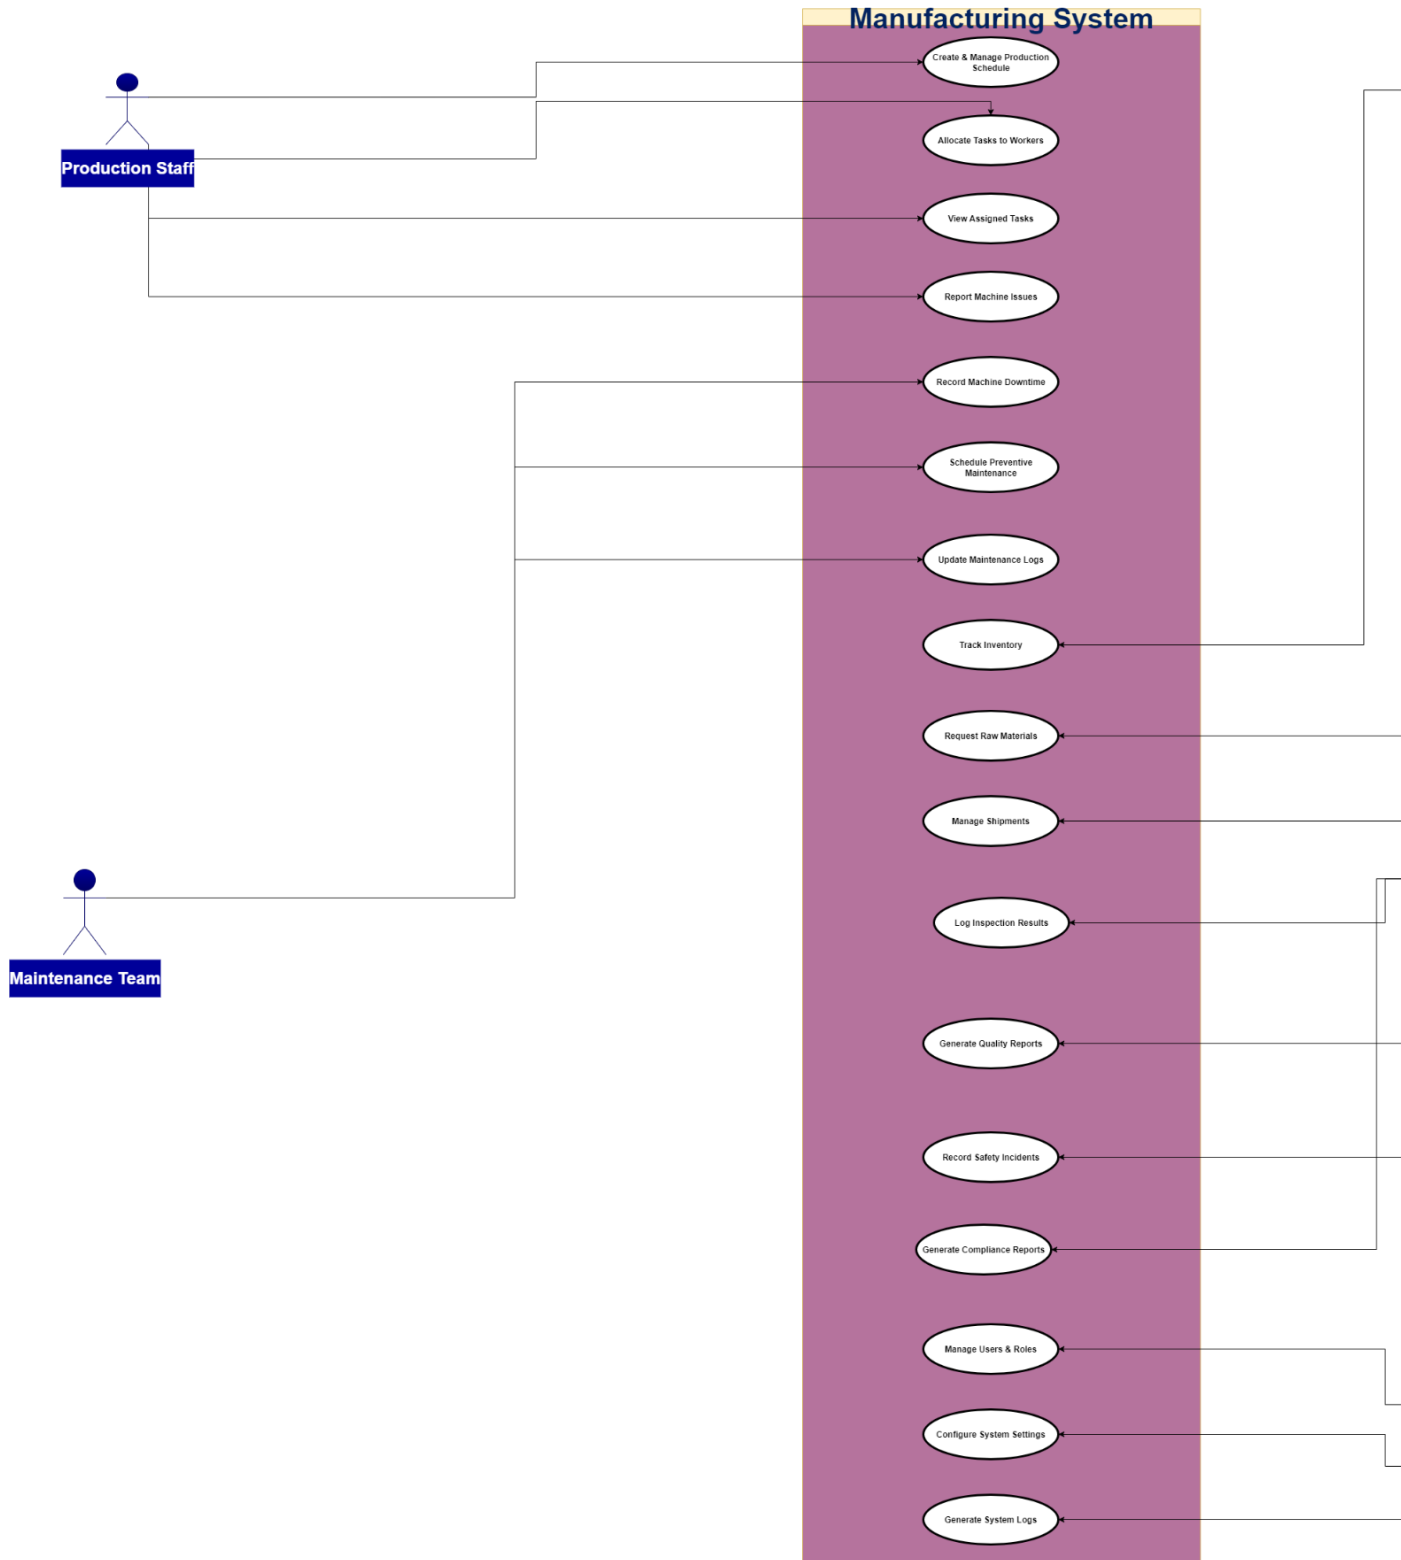 Manufacturing System
Create & Manage Production
Schedule
Production Staff
Allocate Tasks to Workers
View Assigned Tasks
Report Machine Issues
Record Machine Downtime
Schedule Preventive
Maintenance
Update Maintenance Logs
Track Inventory
Request Raw Materials
Manage Shipments
Log Inspection Results
Maintenance Team
Generate Quality Reports
Record Safety Incidents
Generate Compliance Reports
Manage Users & Roles
Configure System Settings
Generate System Logs